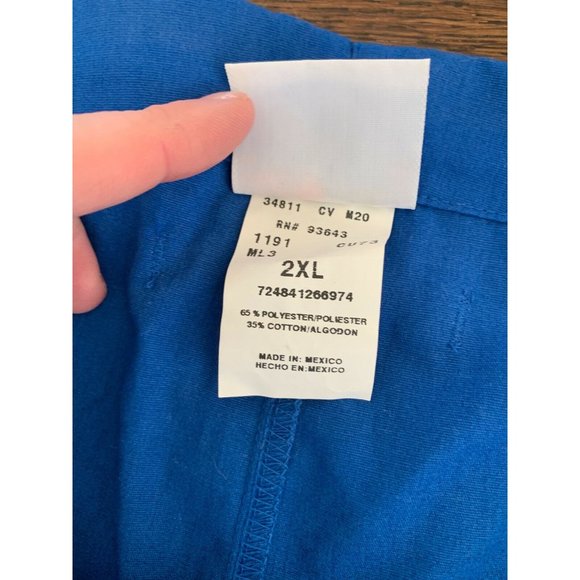 34811 CV M20
RN# 93643
1191 CUT3
ML3
2XL
724841266974
65 % POLYESTER/POLIESTER
35% COTTON/ALGODON
MADE IN: MEXICO
HECHO EN: MEXICO